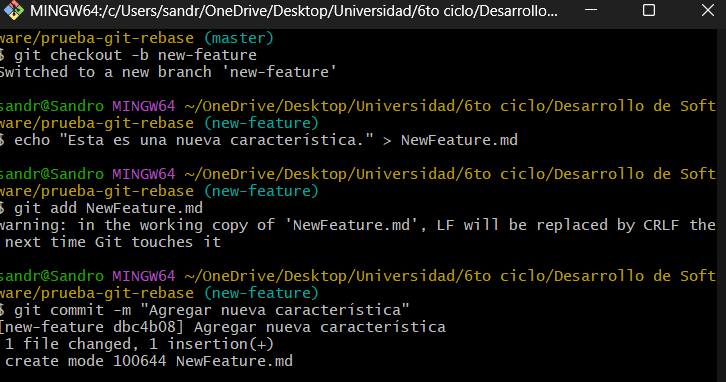 MINGW64:/c/Users/sandr/OneDrive/Desktop/Universidad/6to ciclo/Desarrollo...
ware/prueba-git-rebase (master)
$ git checkout -b new-feature
Switched to a new branch 'new-feature'
sandr@Sandro MINGW64 ~/OneDrive/Desktop/Universidad/6to ciclo/Desarrollo de Soft
ware/prueba-git-rebase (new-feature)
$ echo "Esta es una nueva característica." > NewFeature.md
sandr@Sandro MINGW64 ~/OneDrive/Desktop/Universidad/6to ciclo/Desarrollo de Soft
ware/prueba-git-rebase (new-feature)
$ git add NewFeature.md
warning: in the working copy of 'NewFeature.md', LF will be replaced by CRLF the
next time Git touches it
sandr@Sandro MINGW64 ~/OneDrive/Desktop/Universidad/6to ciclo/Desarrollo de Soft
ware/prueba-git-rebase (new-feature)
$ git commit -m "Agregar nueva característica"
[new-feature dbc4b08] Agregar nueva característica
1 file changed, 1 insertion(+)
create mode 100644 NewFeature.md